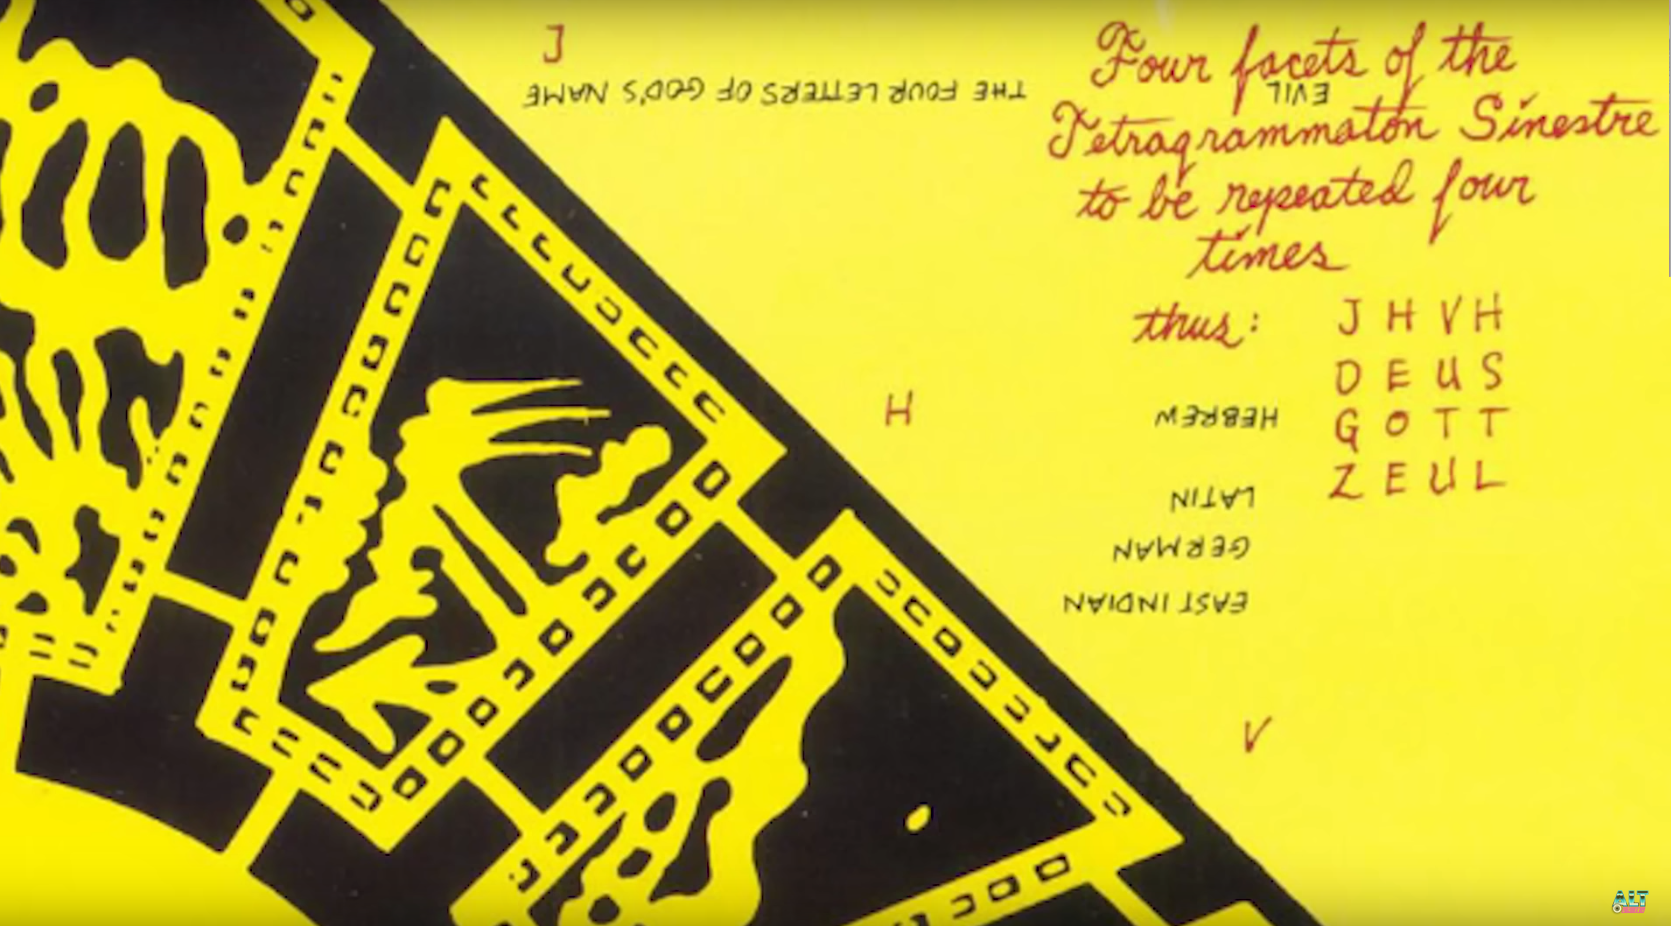 J
THE FOUR LETTERS OF GOD'S NAME
Four facets of the
EVIL
Tetragrammaton Sinestre
to be repeated four
times
thus: J H V H
D E U S
H
HEBREW
G O T T
Z E U L
LATIN
GERMAN
EAST INDIAN
V
ALT